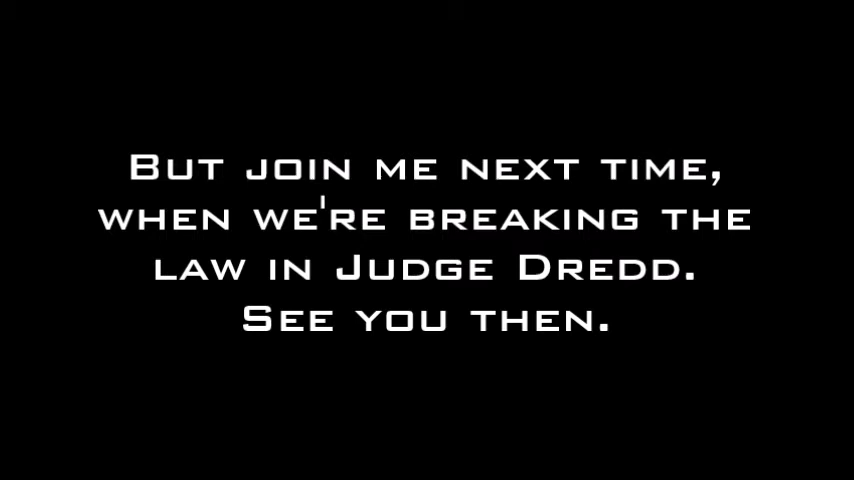 But join me next time,
when we're breaking the
law in Judge Dredd.
See you then.